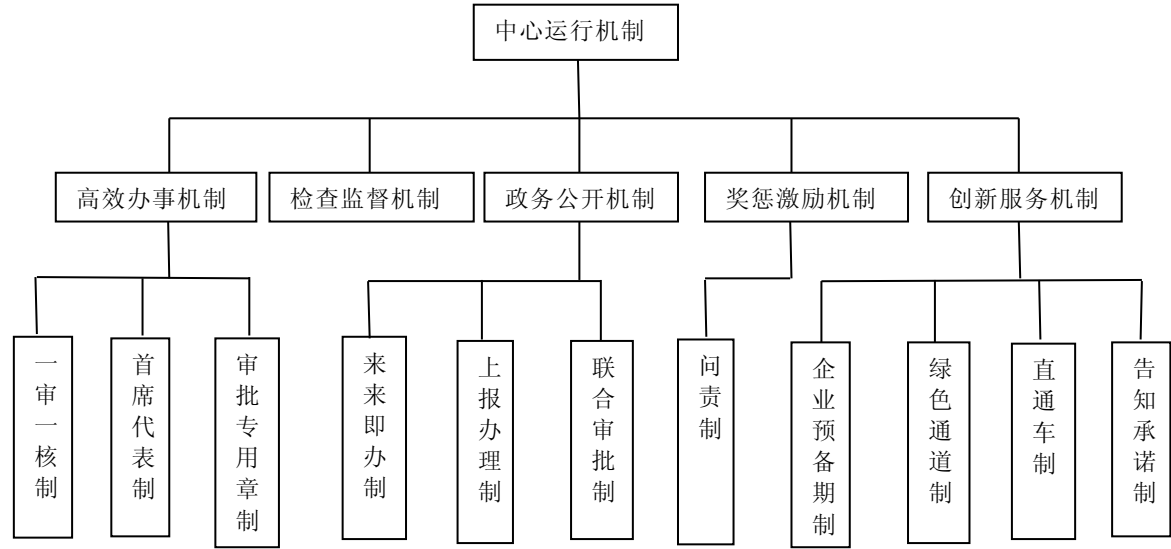 中心运行机制
高效办事机制
检查监督机制
政务公开机制
奖惩激励机制
创新服务机制
一审一核制
首席代表制
审批专用章制
来来即办制
上报办理制
联合审批制
问责制
企业预备期制
绿色通道制
直通车制
告知承诺制